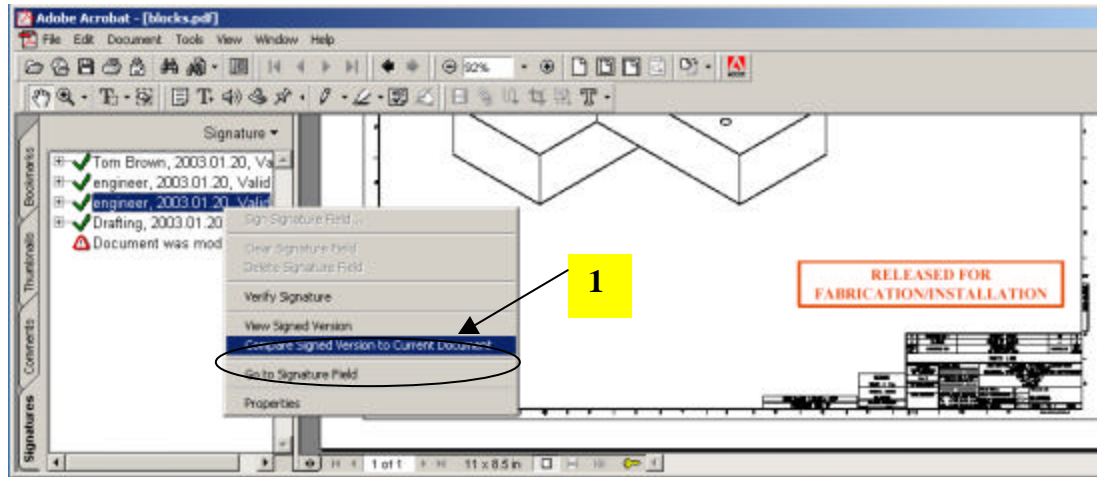 Adobe Acrobat - [blocks.pdf]
File Edit Document Tools View Window Help
92%
Signature
Tom Brown, 2003.01.20, Va
engineer, 2003.01.20, Valid
engineer, 2003.01.20, Valid
Drafting, 2003.01.20
Document was mod
Bookmarks
Thumbnails
Comments
Signatures
Sign Signature Field...
Clear Signature Field
Delete Signature Field
Verify Signature
View Signed Version
Compare Signed Version to Current Document
Go to Signature Field
Properties
1
RELEASED FOR
FABRICATION/INSTALLATION
1 of 1
11 x 8.5 in